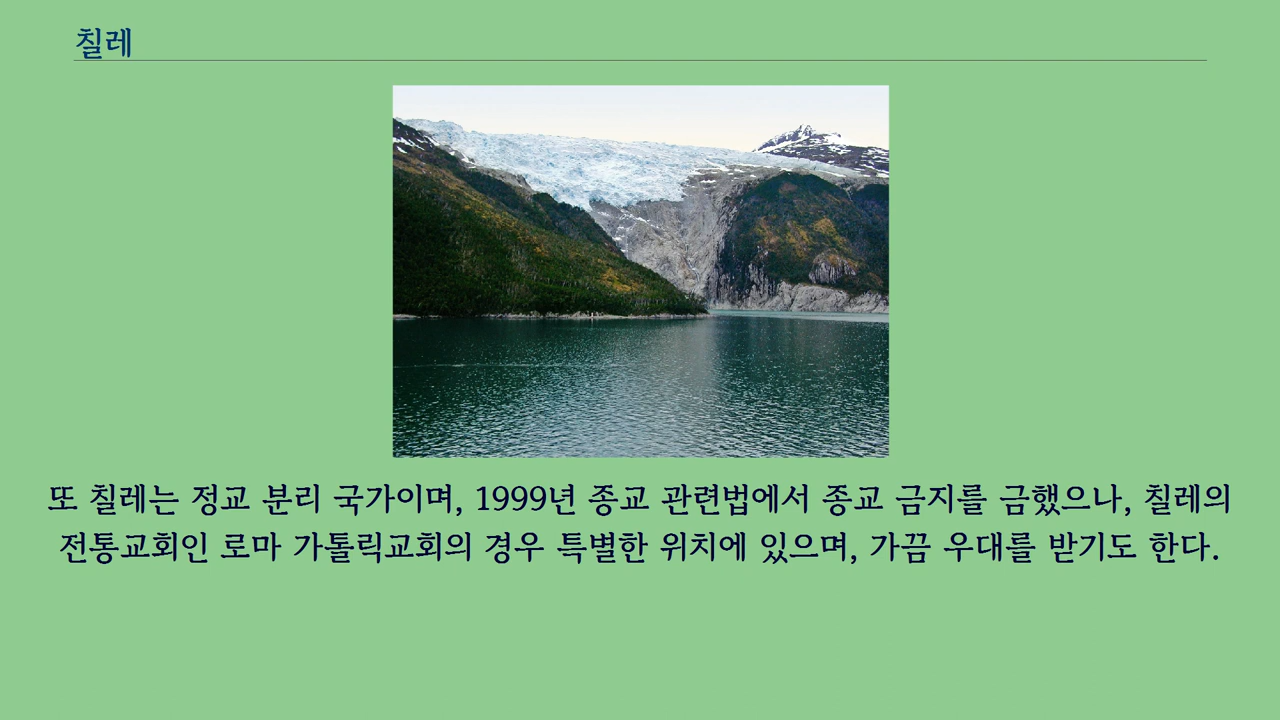 칠레
또 칠레는 정교 분리 국가이며, 1999년 종교 관련법에서 종교 금지를 금했으나, 칠레의
전통교회인 로마 가톨릭교회의 경우 특별한 위치에 있으며, 가끔 우대를 받기도 한다.